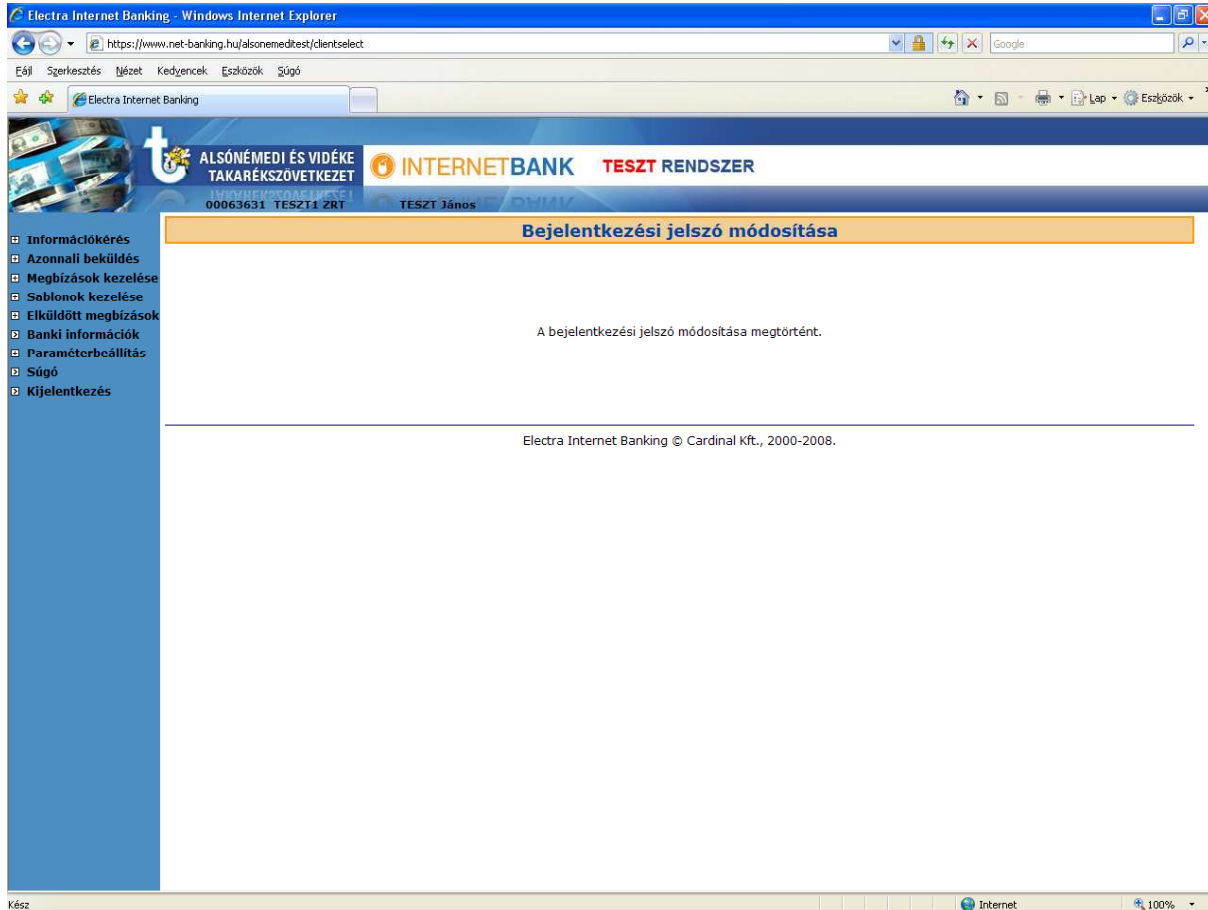 Electra Internet Banking - Windows Internet Explorer
https://www.net-banking.hu/alsonemeditest/clientselect
Google
Fájl Szerkesztés Nézet Kedvencek Eszközök Súgó
Electra Internet Banking
Lap Eszközök
ALSÓNÉMEDI ÉS VIDÉKE
TAKARÉKSZÖVETKEZET
INTERNETBANK
TESZT RENDSZER
00063631 TESZT1 ZRT
TESZT János
Bejelentkezési jelszó módosítása
Információkérés
Azonnali beküldés
Megbízások kezelése
Sablonok kezelése
Elküldött megbízások
Banki információk
Paraméterbeállítás
Súgó
Kijelentkezés
A bejelentkezési jelszó módosítása megtörtént.
Electra Internet Banking © Cardinal Kft., 2000-2008.
Kész
Internet
100%